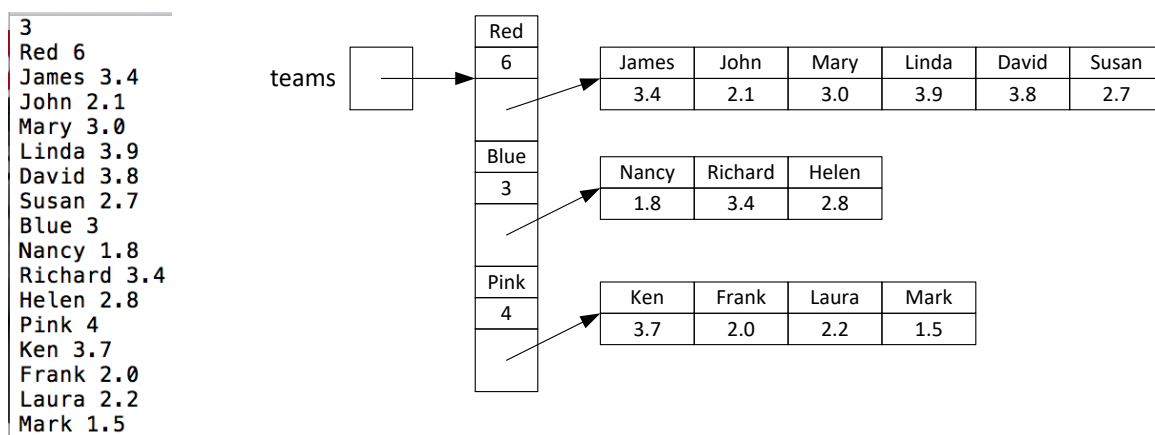 3
Red 6
James 3.4
John 2.1
Mary 3.0
Linda 3.9
David 3.8
Susan 2.7
Blue 3
Nancy 1.8
Richard 3.4
Helen 2.8
Pink 4
Ken 3.7
Frank 2.0
Laura 2.2
Mark 1.5
teams
Red
6
James John Mary Linda David Susan
3.4 2.1 3.0 3.9 3.8 2.7
Blue
3
Nancy Richard Helen
1.8 3.4 2.8
Pink
4
Ken Frank Laura Mark
3.7 2.0 2.2 1.5